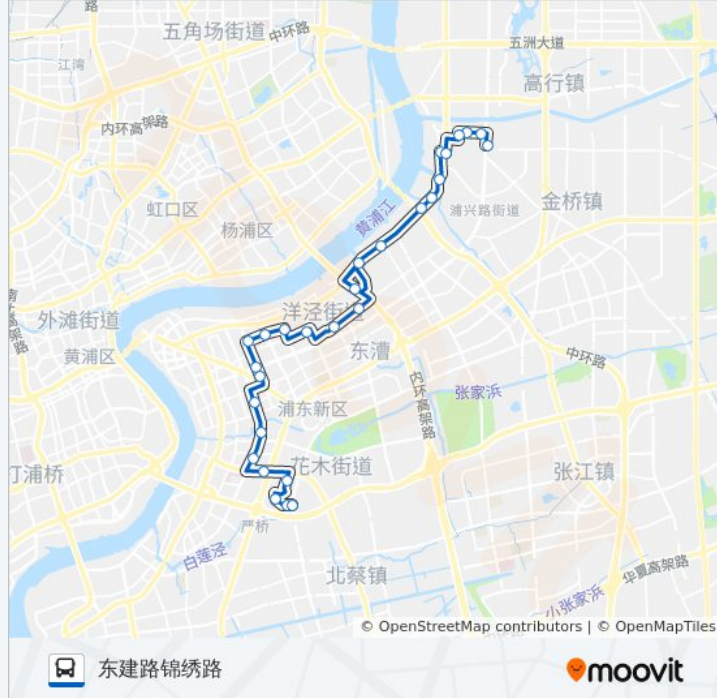 路
五角场街道
中环路
五洲大道
江湾
高行镇
内环高架路
虹口区
杨浦区
黄浦江
浦兴路街道
金桥镇
外滩街道
洋泾街道
黄浦区
东漕
中环路
内环高架路
张家浜
浦东新区
花木街道
打浦桥
张江镇
严桥
白莲泾
北蔡镇
华夏高架路
小张家浜
© OpenStreetMap contributors | © OpenMapTiles
东建路锦绣路
moovit